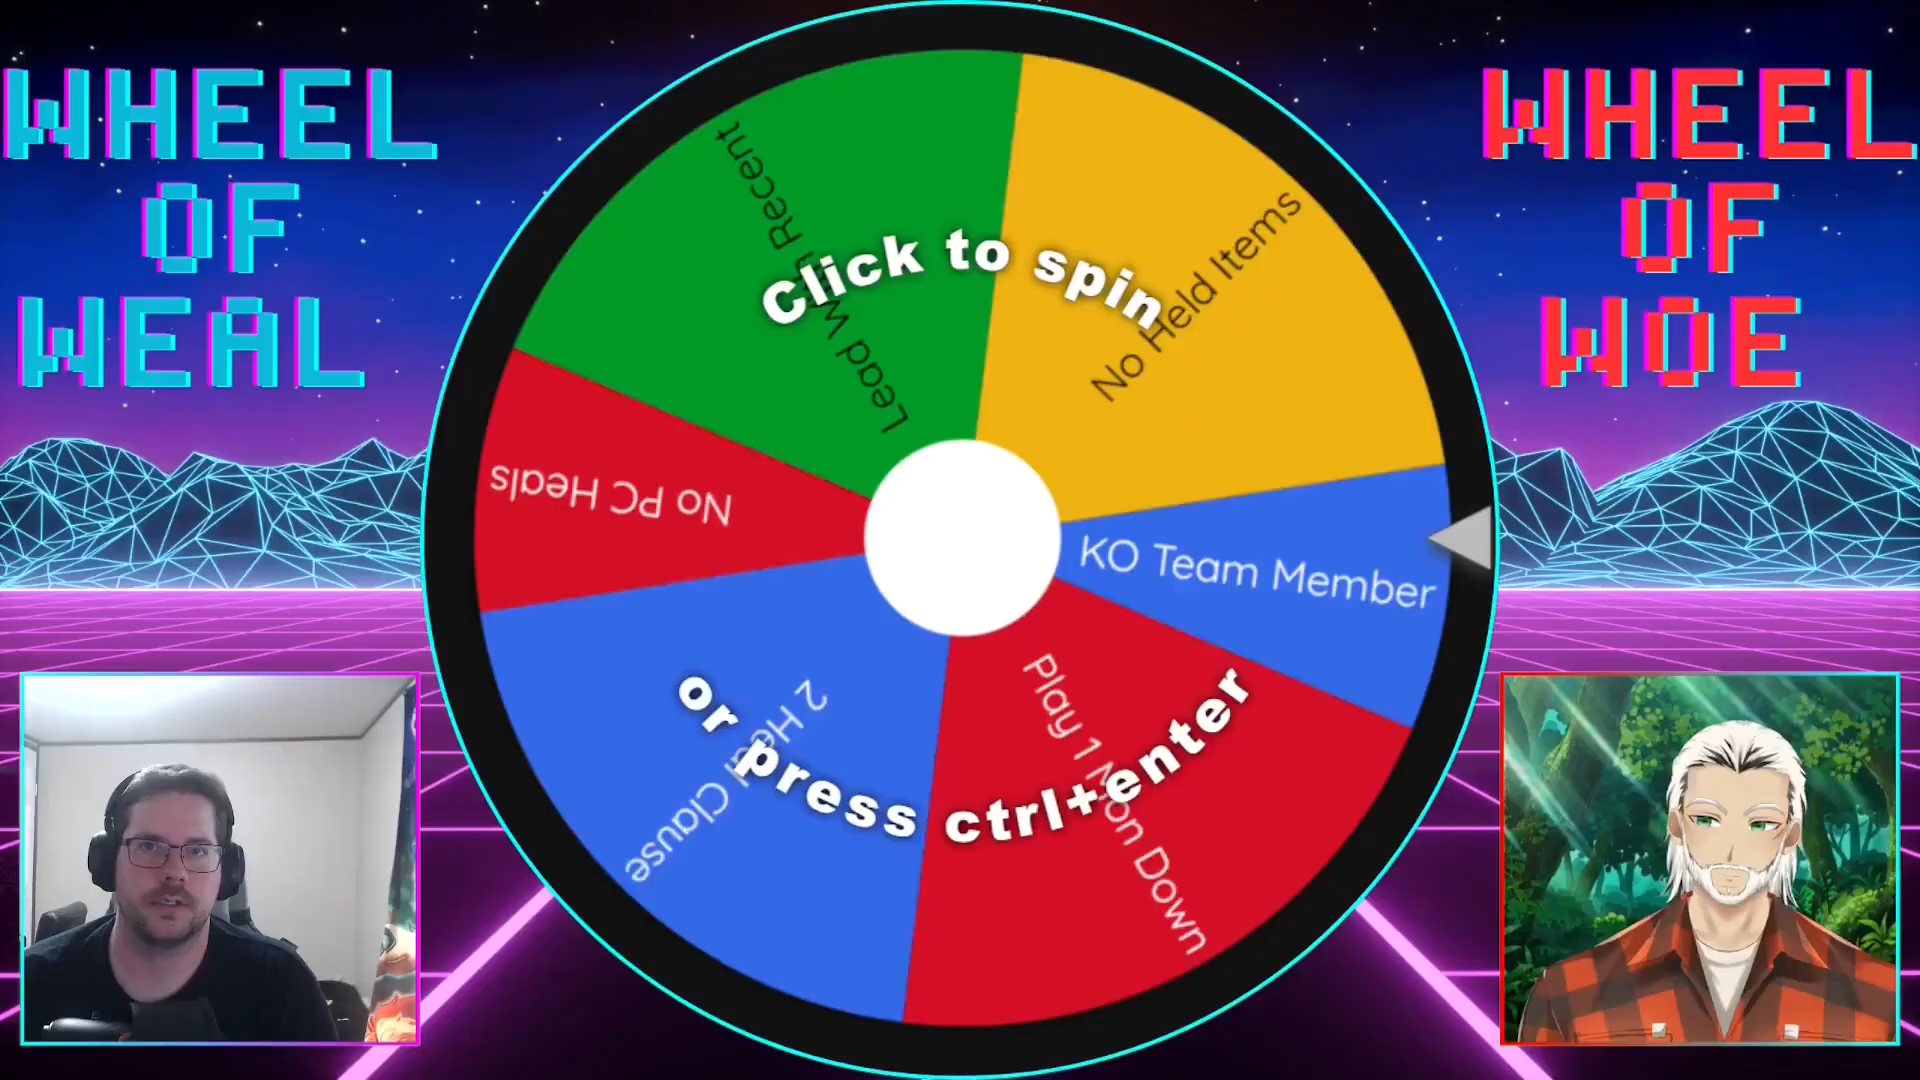 WHEEL
OF
WEAL
WHEEL
OF
WOE
Click to spin
or press ctrl+enter
No Held Items
KO Team Member
Play 1 Mon Down
2 Heal Clause
No PC Heals
Lead With Recent